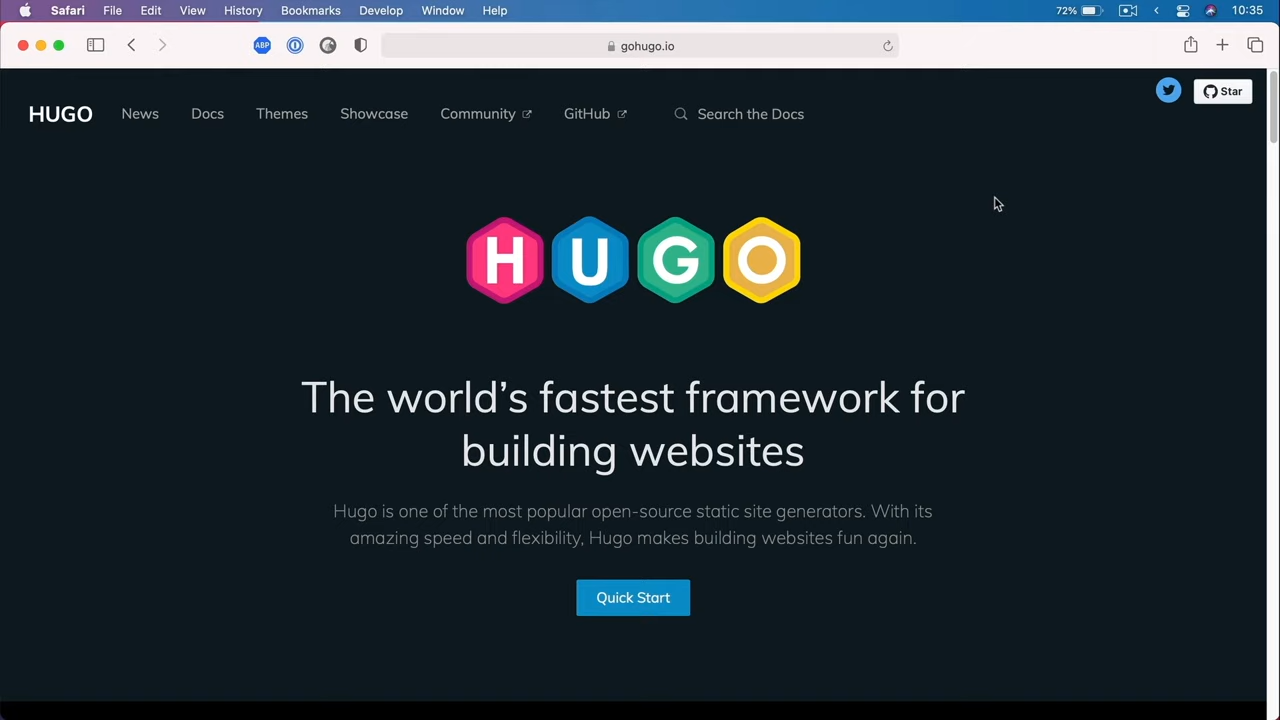 Safari File Edit View History Bookmarks Develop Window Help 72% 10:35
ABP gohugo.io
HUGO News Docs Themes Showcase Community GitHub Search the Docs Star
HUGO
The world’s fastest framework for
building websites
Hugo is one of the most popular open-source static site generators. With its
amazing speed and flexibility, Hugo makes building websites fun again.
Quick Start